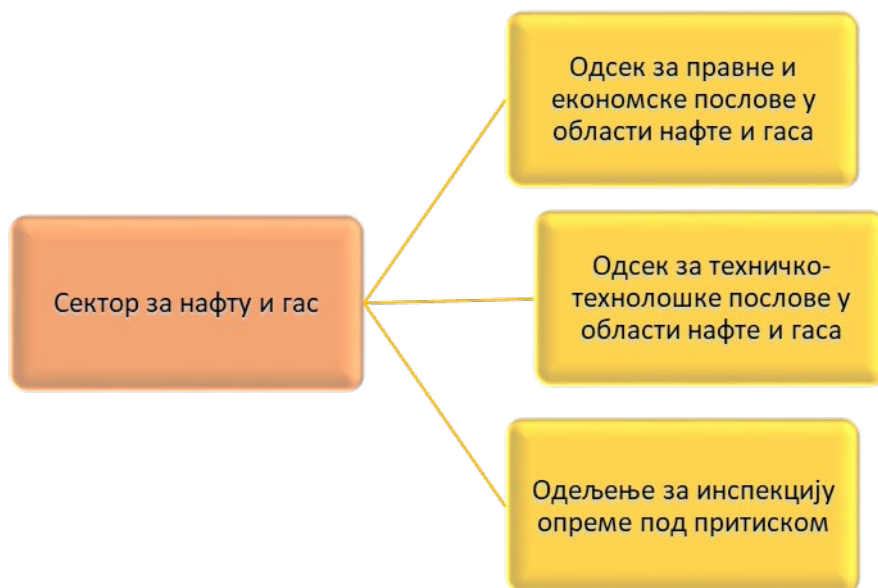 Одсек за правне и
економске послове у
области нафте и гаса
Сектор за нафту и гас
Одсек за техничко-
технолошке послове у
области нафте и гаса
Одељење за инспекцију
опреме под притиском